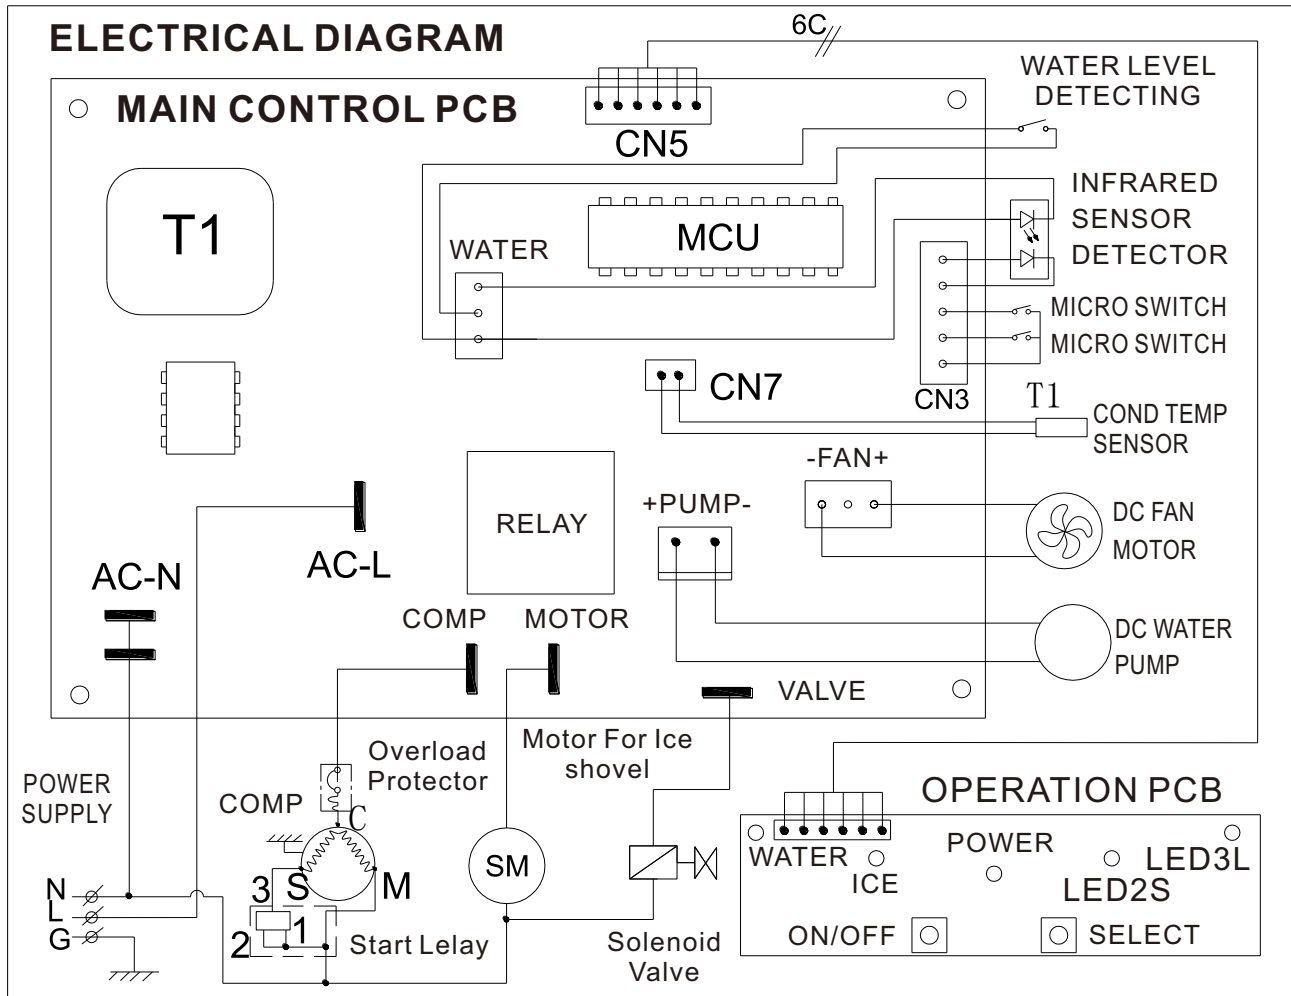 ELECTRICAL DIAGRAM
6C
WATER LEVEL
DETECTING
MAIN CONTROL PCB
CN5
INFRARED
SENSOR
DETECTOR
T1
MCU
WATER
MICRO SWITCH
MICRO SWITCH
CN7
CN3
T1
COND TEMP
SENSOR
-FAN+
RELAY
+PUMP-
DC FAN
MOTOR
AC-N
AC-L
COMP
MOTOR
DC WATER
PUMP
VALVE
Overload
Protector
Motor For Ice
shovel
POWER
SUPPLY
COMP
C
OPERATION PCB
WATER
ICE
POWER
LED3L
LED2S
SM
3
S
M
N
L
G
2
1
Start Lelay
Solenoid
Valve
ON/OFF
SELECT